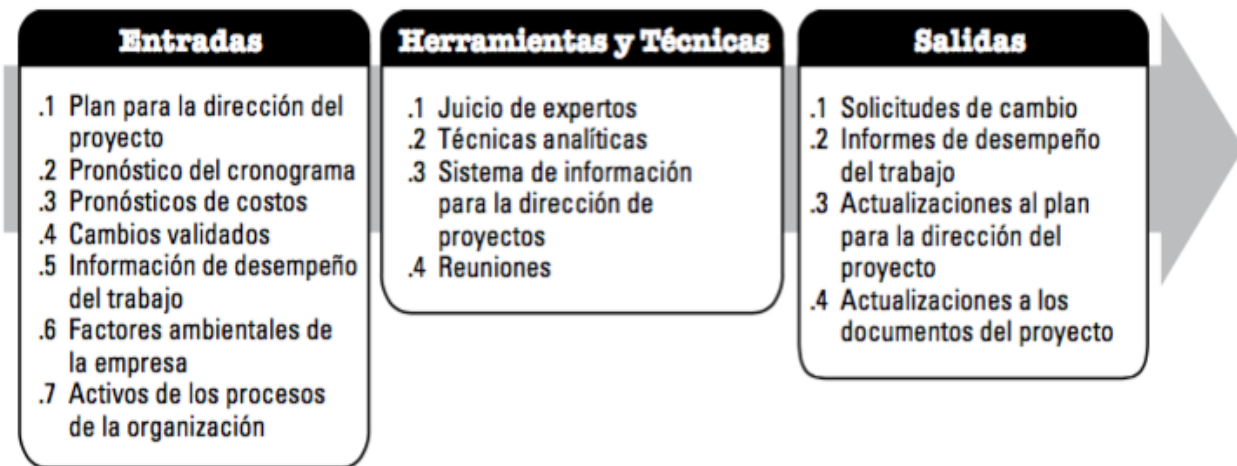 Entradas
.1 Plan para la dirección del
proyecto
.2 Pronóstico del cronograma
.3 Pronósticos de costos
.4 Cambios validados
.5 Información de desempeño
del trabajo
.6 Factores ambientales de
la empresa
.7 Activos de los procesos
de la organización
Herramientas y Técnicas
.1 Juicio de expertos
.2 Técnicas analíticas
.3 Sistema de información
para la dirección de
proyectos
.4 Reuniones
Salidas
.1 Solicitudes de cambio
.2 Informes de desempeño
del trabajo
.3 Actualizaciones al plan
para la dirección del
proyecto
.4 Actualizaciones a los
documentos del proyecto